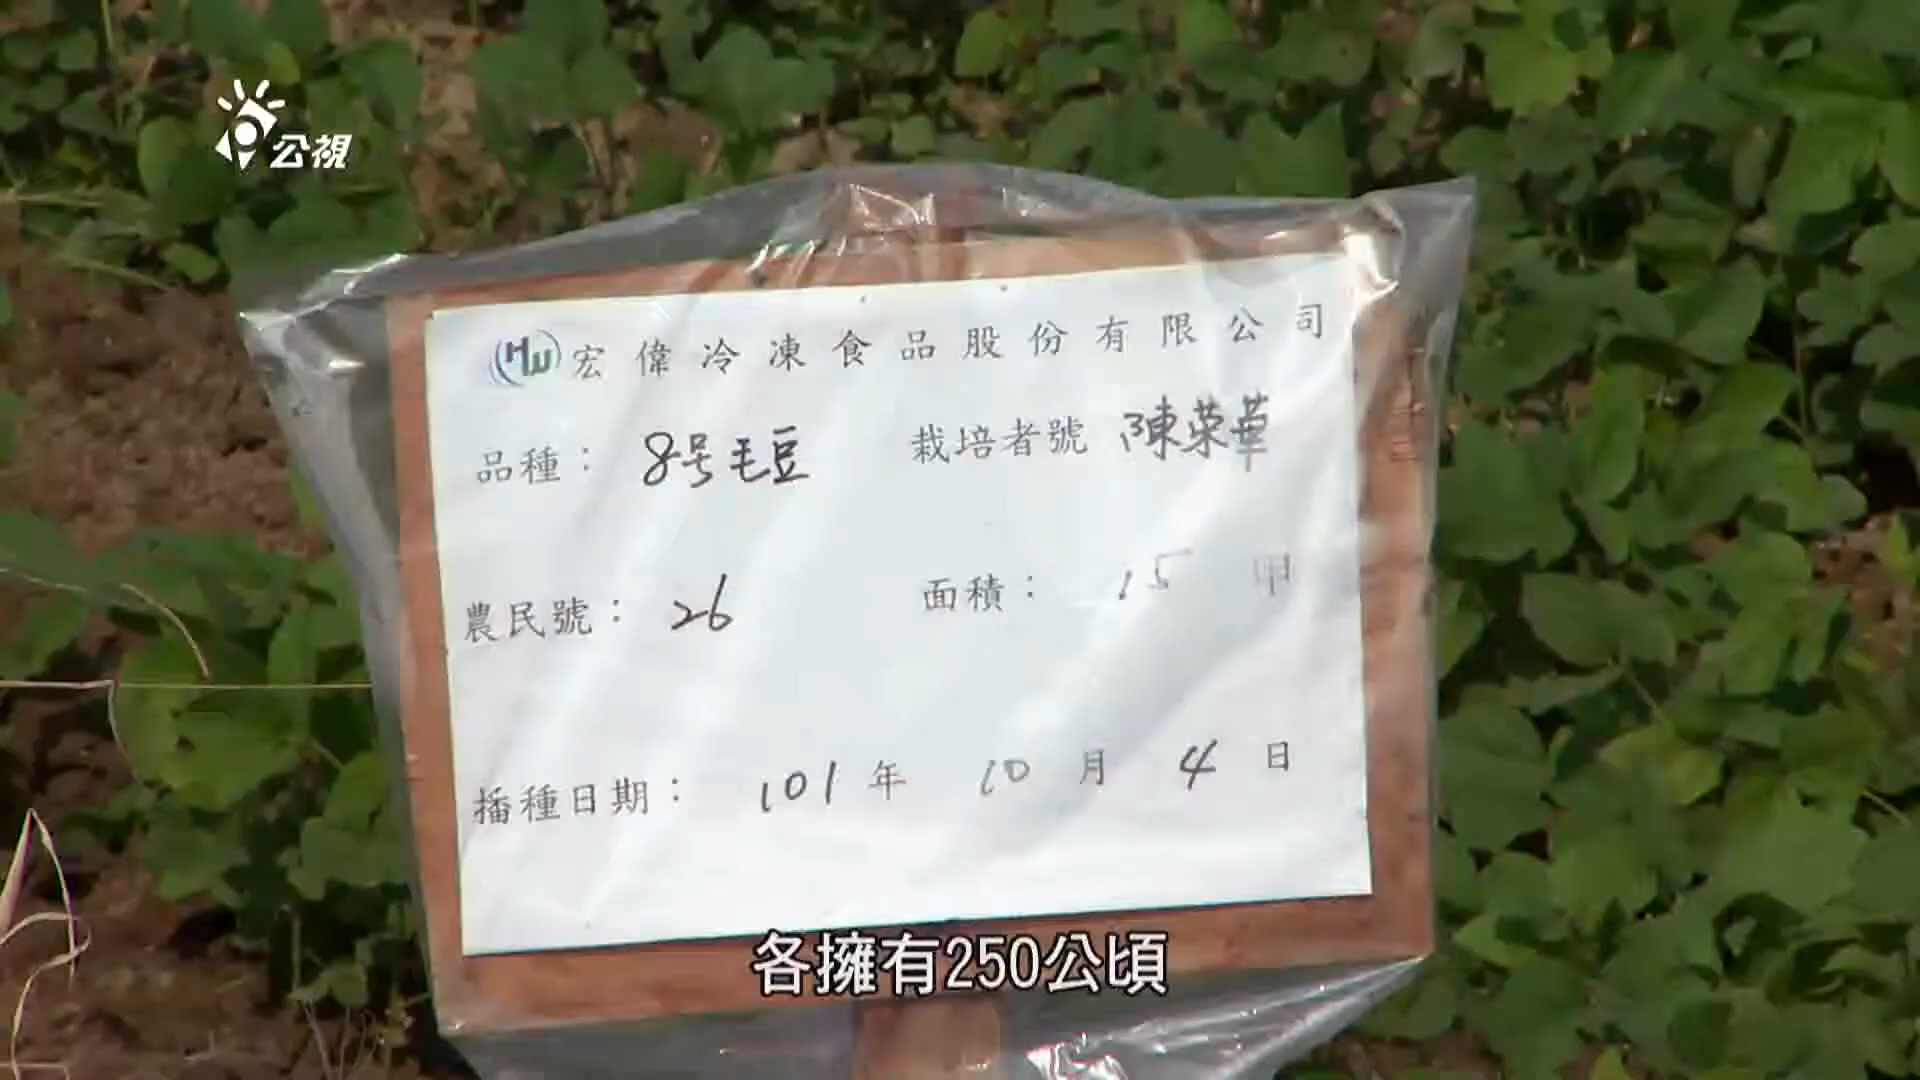 公視
HW 宏偉冷凍食品股份有限公司
品種： 8号毛豆 栽培者號 陳荣華
農民號： 26 面積： 15 甲
播種日期： 101 年 10 月 4 日
各擁有250公頃